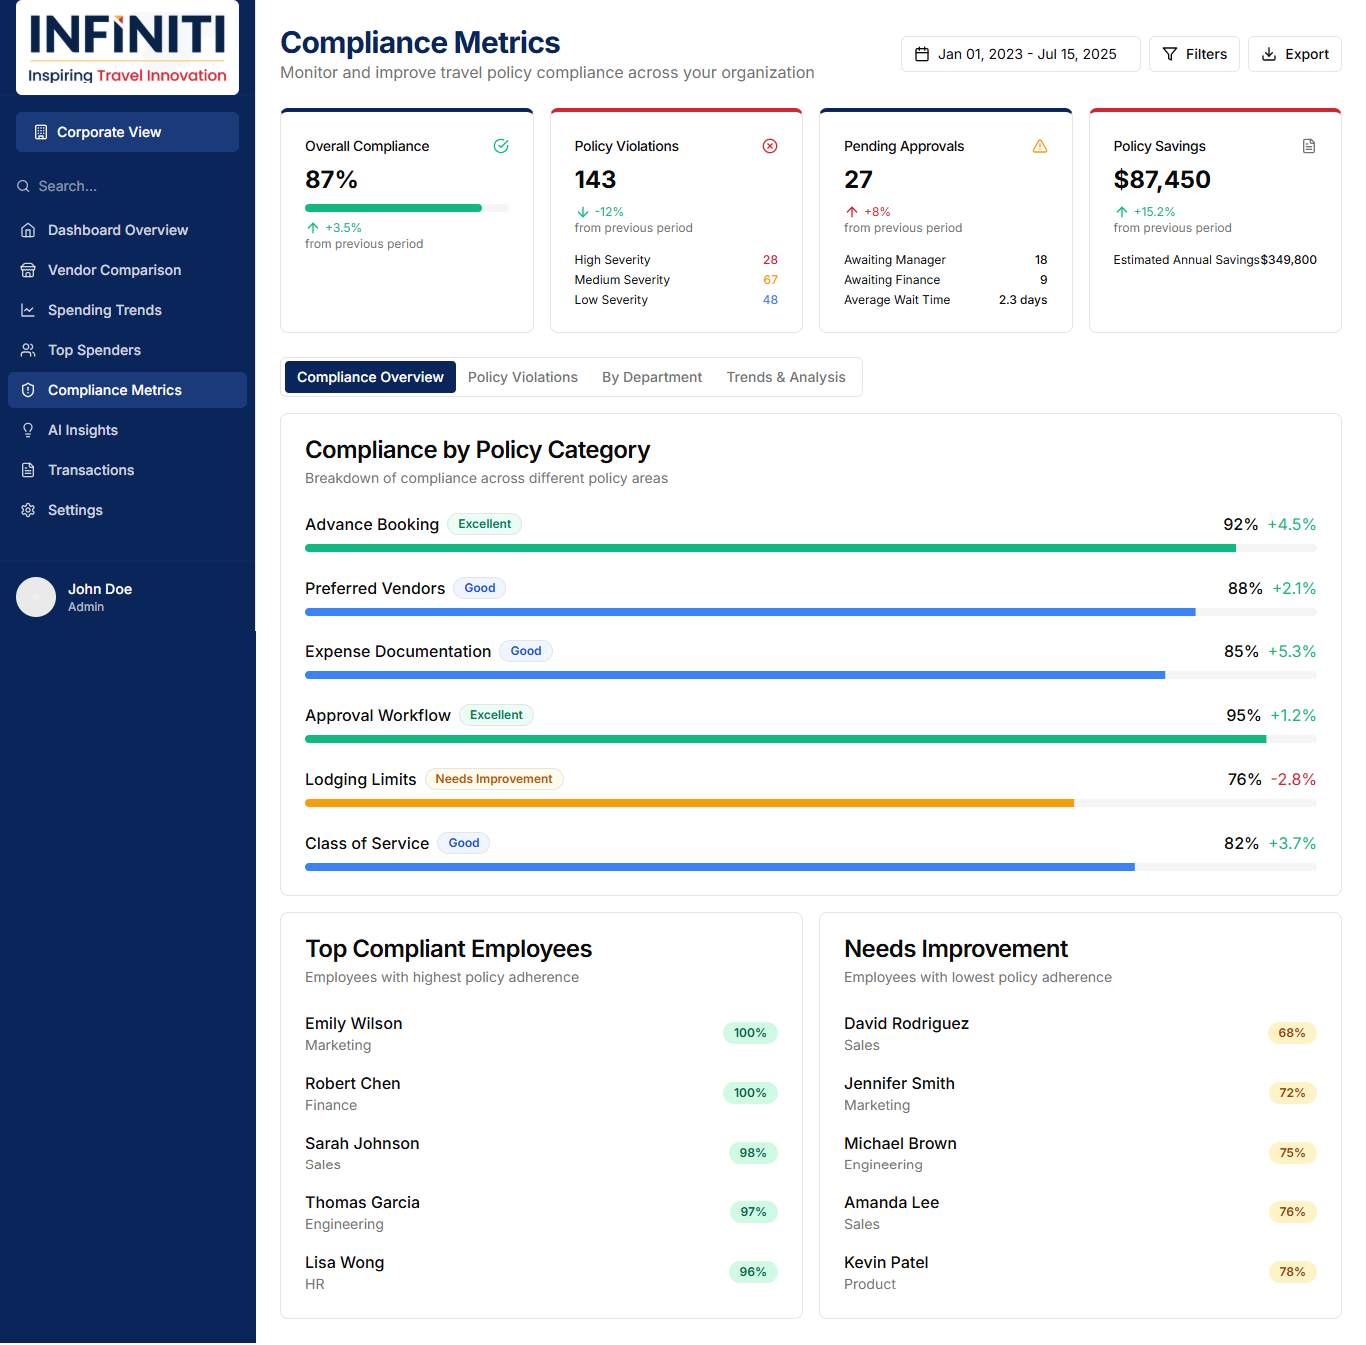 INFINITI
Inspiring Travel Innovation
Corporate View
Search...
Dashboard Overview
Vendor Comparison
Spending Trends
Top Spenders
Compliance Metrics
AI Insights
Transactions
Settings
John Doe
Admin
Compliance Metrics
Monitor and improve travel policy compliance across your organization
Jan 01, 2023 - Jul 15, 2025
Filters
Export
Overall Compliance
87%
+3.5%
from previous period
Policy Violations
143
-12%
from previous period
High Severity 28
Medium Severity 67
Low Severity 48
Pending Approvals
27
+8%
from previous period
Awaiting Manager 18
Awaiting Finance 9
Average Wait Time 2.3 days
Policy Savings
$87,450
+15.2%
from previous period
Estimated Annual Savings $349,800
Compliance Overview Policy Violations By Department Trends & Analysis
Compliance by Policy Category
Breakdown of compliance across different policy areas
Advance Booking Excellent 92% +4.5%
Preferred Vendors Good 88% +2.1%
Expense Documentation Good 85% +5.3%
Approval Workflow Excellent 95% +1.2%
Lodging Limits Needs Improvement 76% -2.8%
Class of Service Good 82% +3.7%
Top Compliant Employees
Employees with highest policy adherence
Emily Wilson
Marketing
100%
Robert Chen
Finance
100%
Sarah Johnson
Sales
98%
Thomas Garcia
Engineering
97%
Lisa Wong
HR
96%
Needs Improvement
Employees with lowest policy adherence
David Rodriguez
Sales
68%
Jennifer Smith
Marketing
72%
Michael Brown
Engineering
75%
Amanda Lee
Sales
76%
Kevin Patel
Product
78%